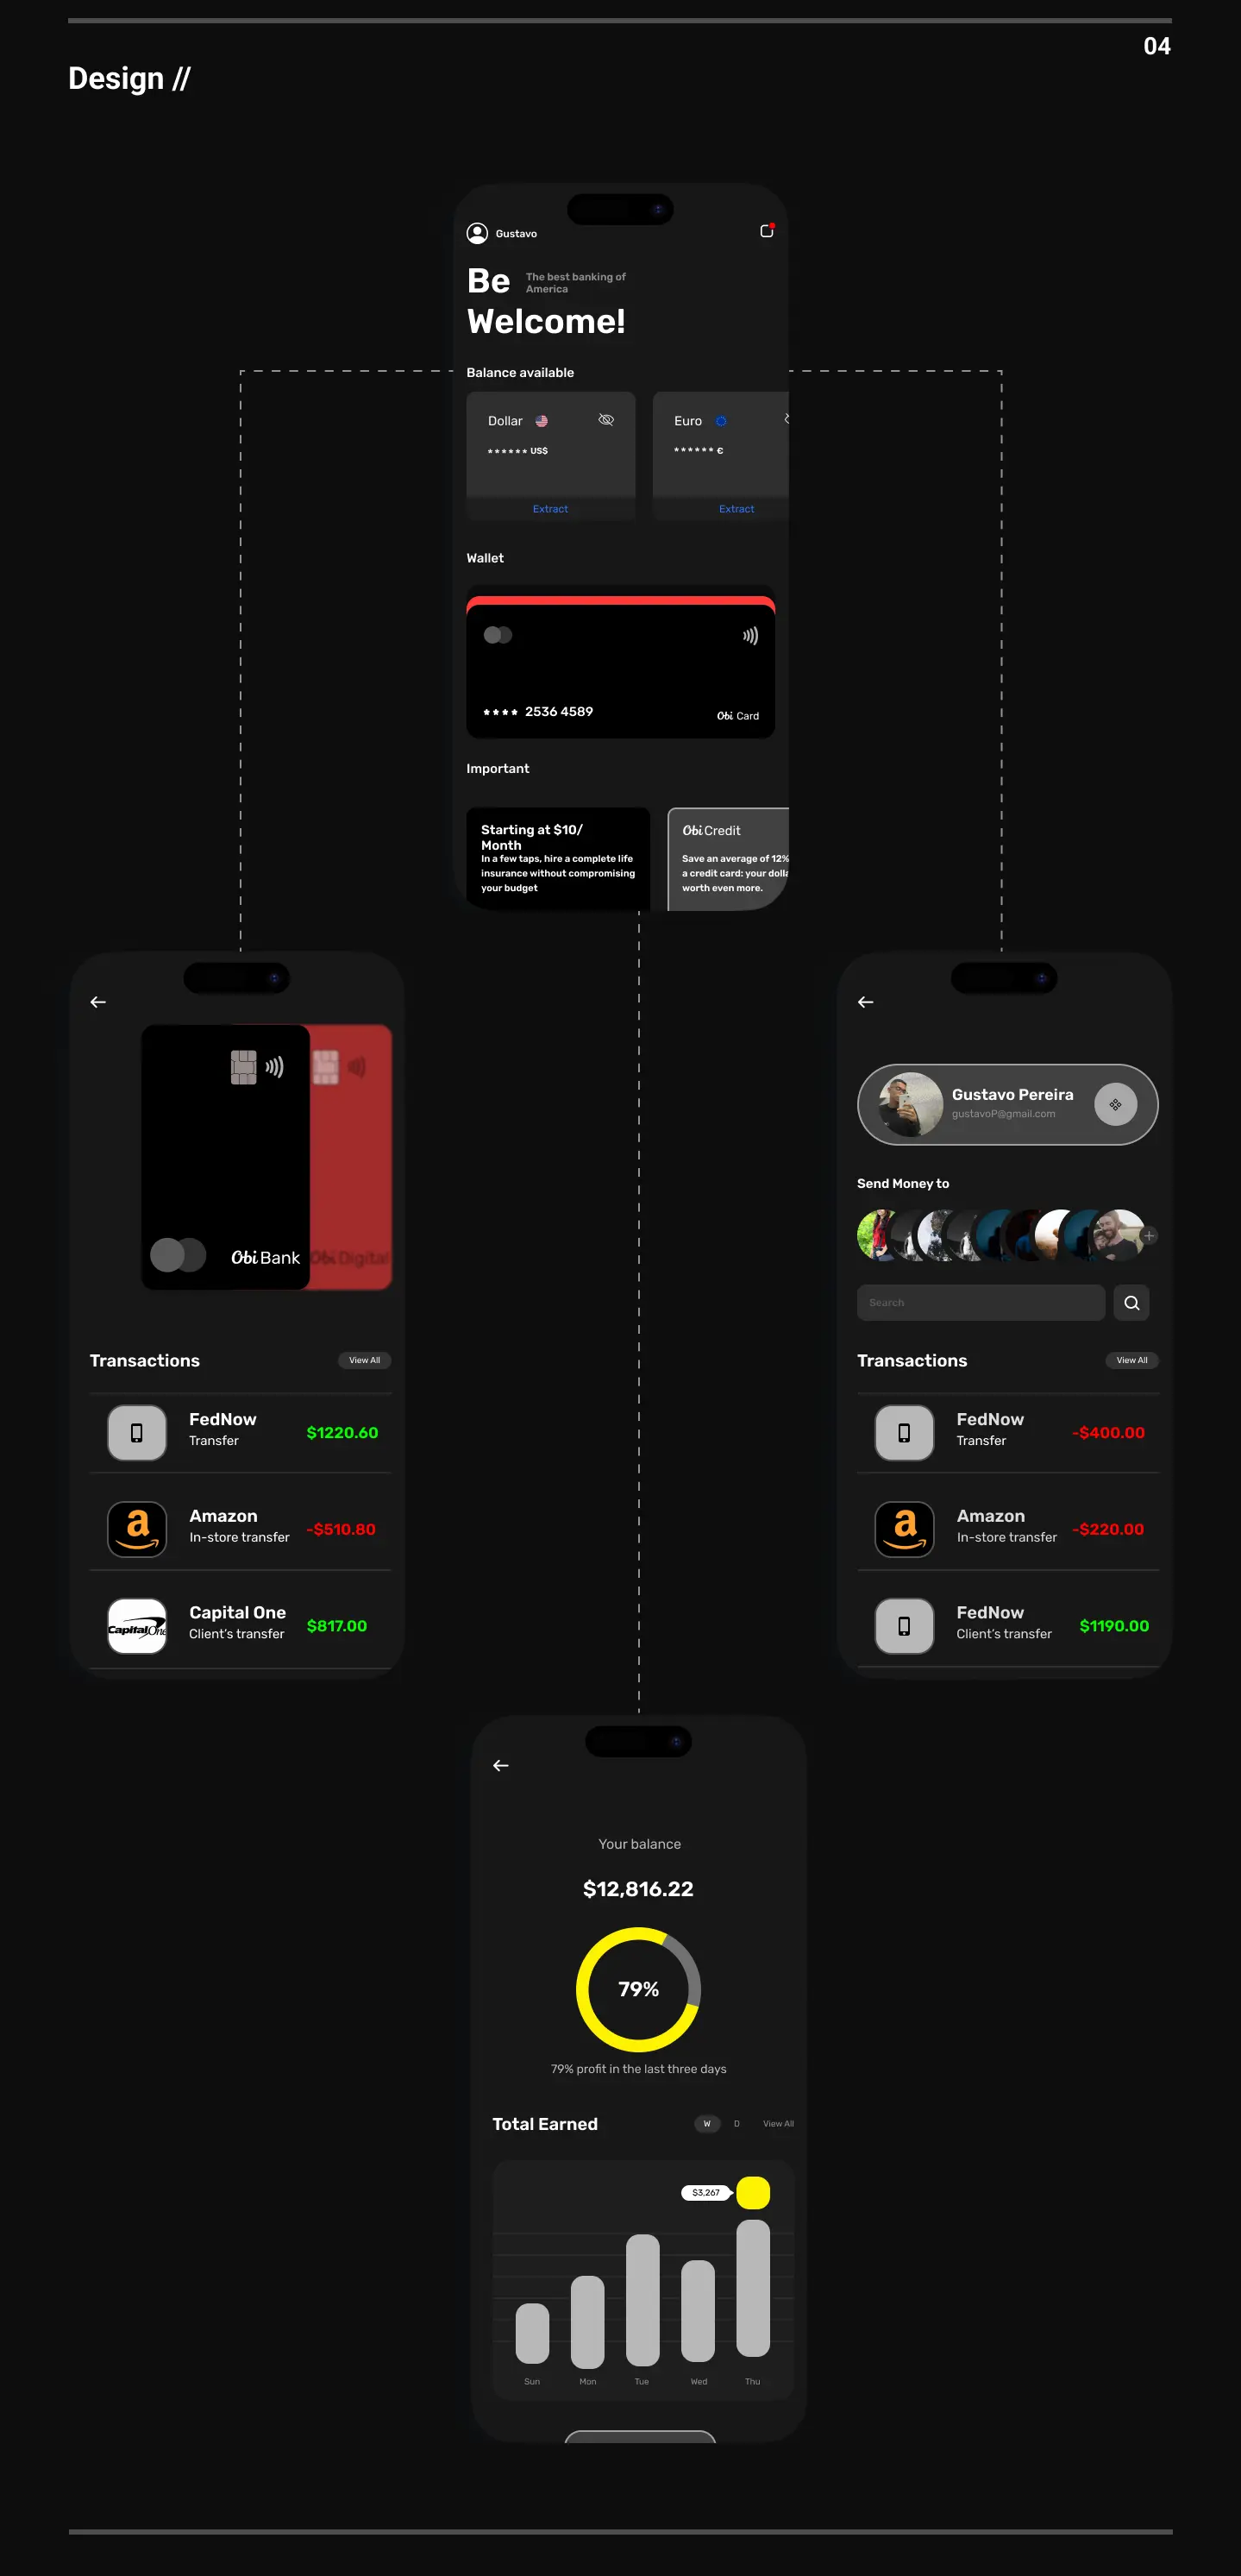 04
Design //
Gustavo
Be
The best banking of
America
Welcome!
Balance available
Dollar
****** US$
Extract
Euro
****** €
Extract
Wallet
**** 2536 4589
Obi Card
Important
Starting at $10/
Month
In a few taps, hire a complete life
insurance without compromising
your budget
Obi Credit
Save an average of 12%
a credit card: your dolla
worth even more.
Obi Bank
Obi Digital
Transactions
View All
FedNow
Transfer
$1220.60
a
Amazon
In-store transfer
-$510.80
Capital One
Capital One
Client's transfer
$817.00
Gustavo Pereira
gustavoP@gmail.com
Send Money to
Search
Transactions
View All
FedNow
Transfer
-$400.00
a
Amazon
In-store transfer
-$220.00
FedNow
Client's transfer
$1190.00
Your balance
$12,816.22
79%
79% profit in the last three days
Total Earned
W
D
View All
$3,267
Sun
Mon
Tue
Wed
Thu